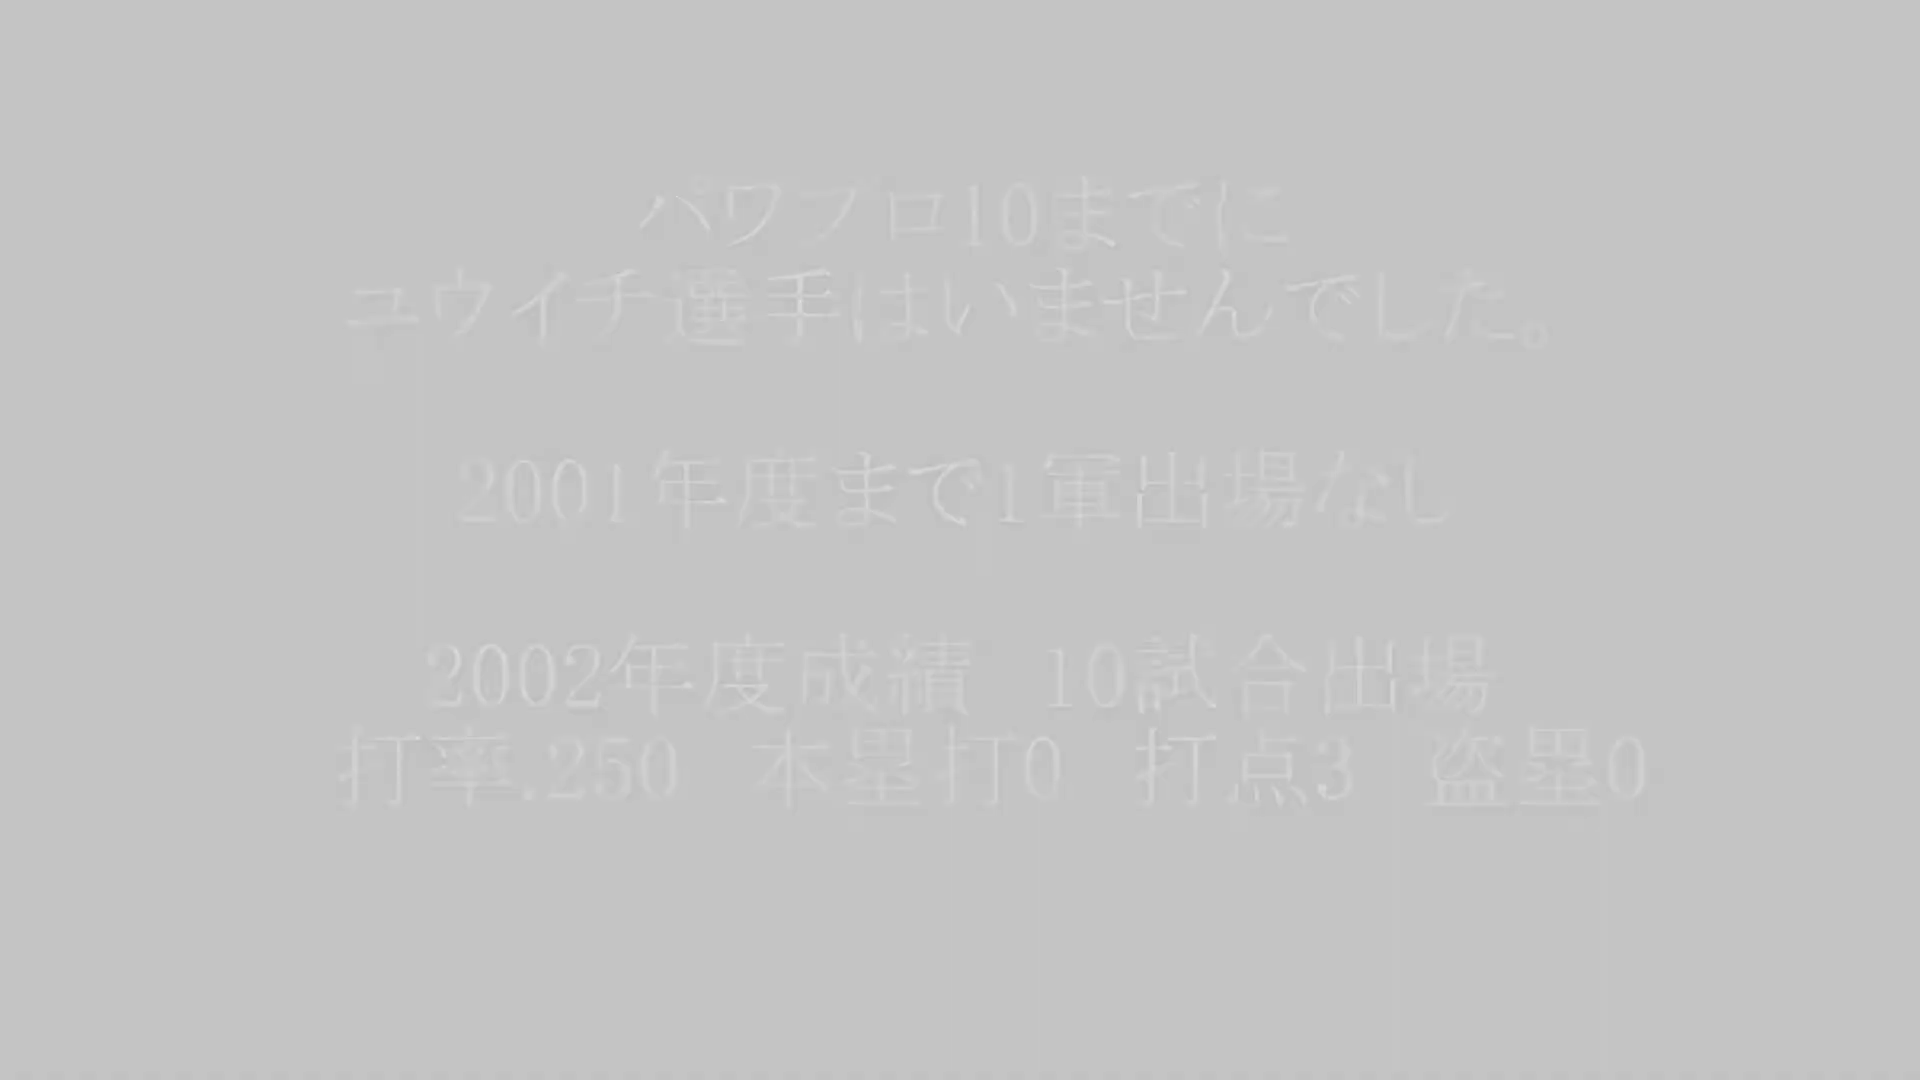 パワプロ10までに
ユウイチ選手はいませんでした。
2001年度まで1軍出場なし
2002年度成績　10試合出場
打率.250　本塁打0　打点3　盗塁0